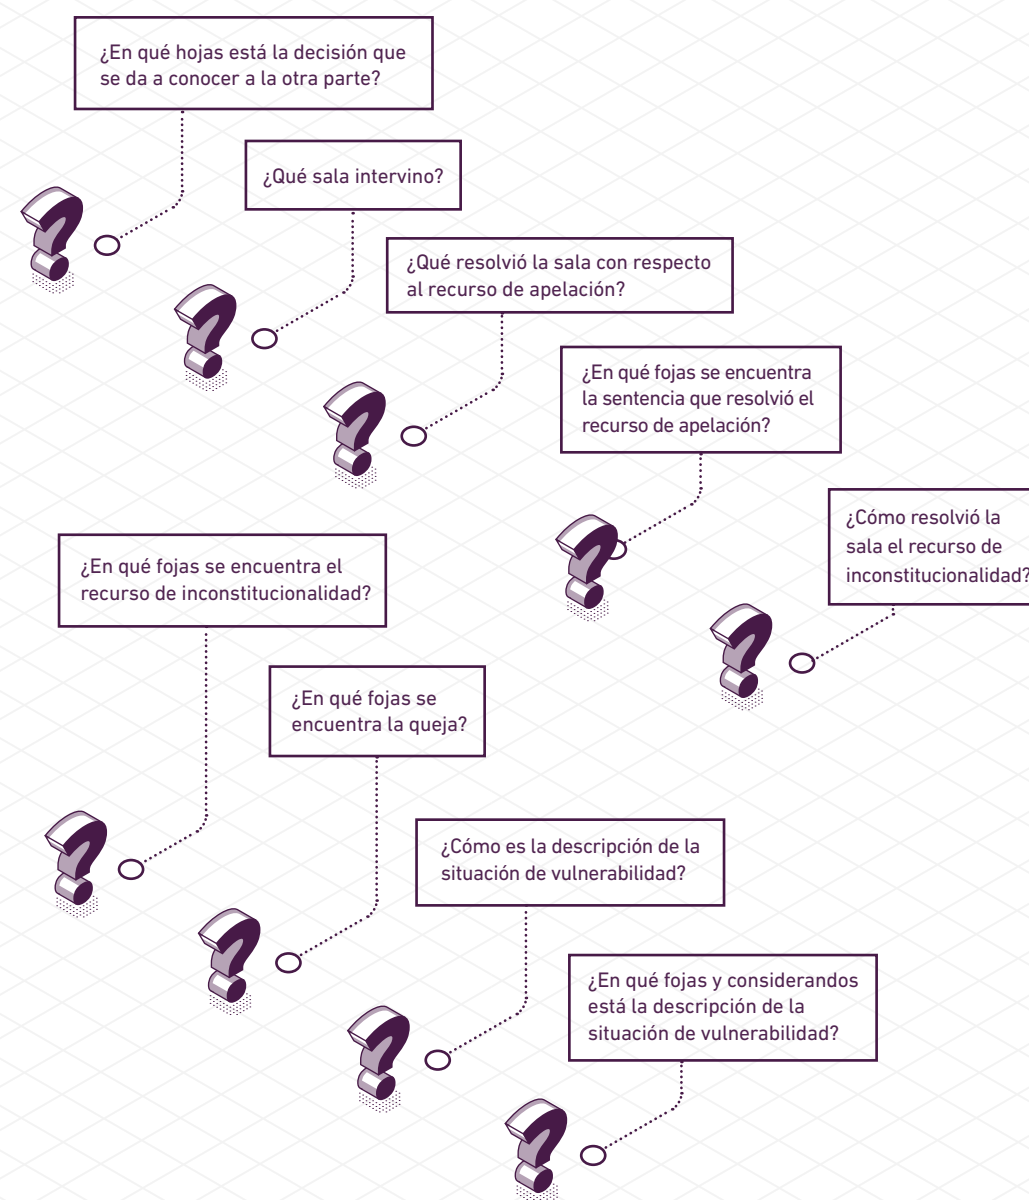 ¿En qué hojas está la decisión que
se da a conocer a la otra parte?
¿Qué sala intervino?
¿Qué resolvió la sala con respecto
al recurso de apelación?
¿En qué fojas se encuentra
la sentencia que resolvió el
recurso de apelación?
¿Cómo resolvió la
sala el recurso de
inconstitucionalidad?
¿En qué fojas se encuentra el
recurso de inconstitucionalidad?
¿En qué fojas se
encuentra la queja?
¿Cómo es la descripción de la
situación de vulnerabilidad?
¿En qué fojas y considerandos
está la descripción de la
situación de vulnerabilidad?